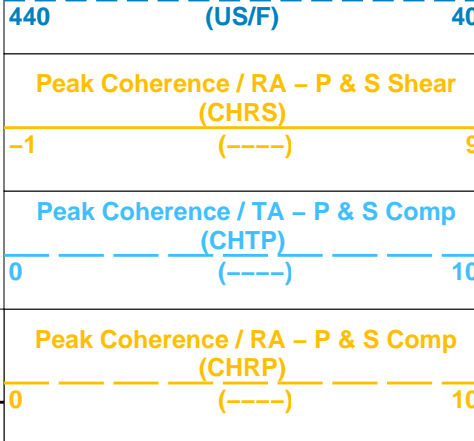 440 (US/F) 40
Peak Coherence / RA – P & S Shear
(CHRS)
–1 (––––) 9
Peak Coherence / TA – P & S Comp
(CHTP)
0 (––––) 10
Peak Coherence / RA – P & S Comp
(CHRP)
0 (––––) 10